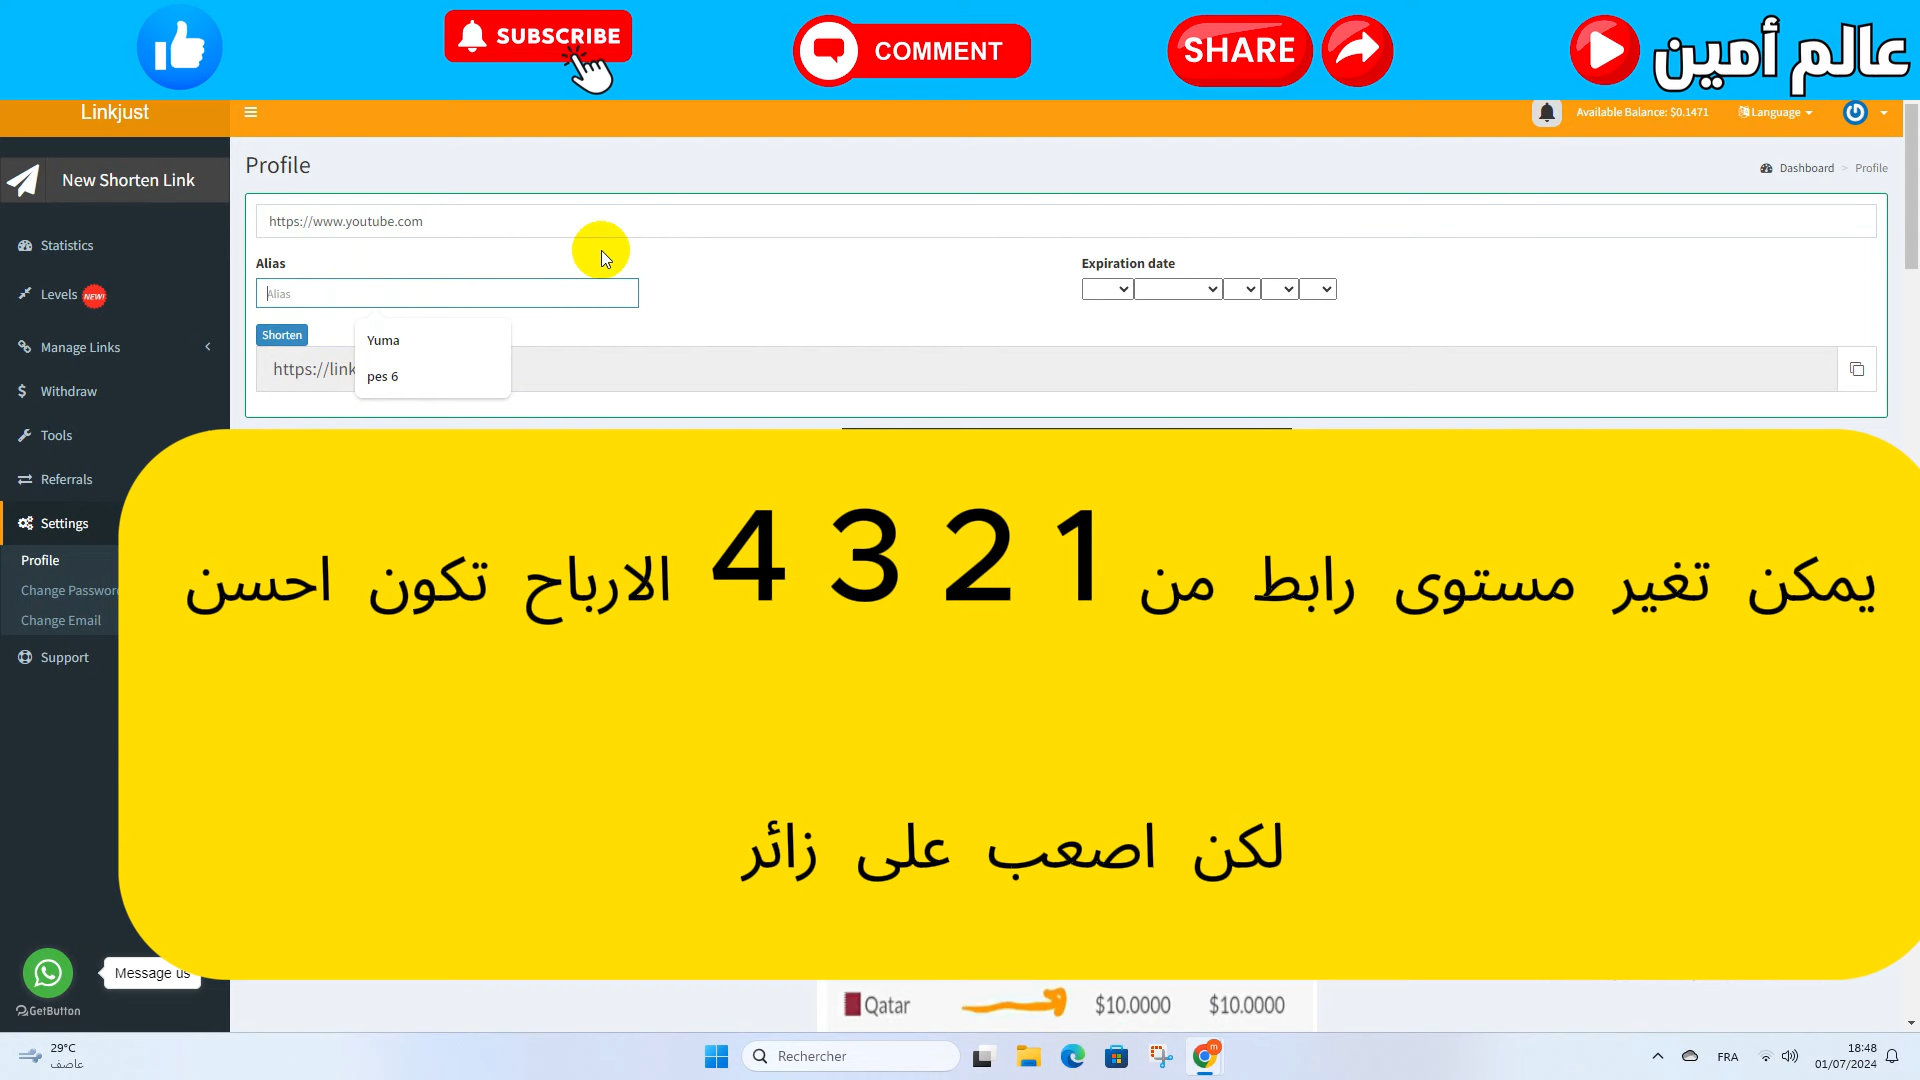 SUBSCRIBE
COMMENT
SHARE
عالم أمين
Linkjust
Available Balance: $0.1471
Language
New Shorten Link
Profile
Dashboard > Profile
https://www.youtube.com
Statistics
Alias
Expiration date
Levels NEW!
Alias
Shorten
Yuma
Manage Links
https://link
pes 6
Withdraw
Tools
Referrals
Settings
Profile
Change Passwor
Change Email
Support
يمكن تغير مستوى رابط من 1 2 3 4 الارباح تكون احسن
لكن اصعب على زائر
Message us
GetButton
Qatar $10.0000 $10.0000
29°C
عاصف
Rechercher
FRA
18:48
01/07/2024